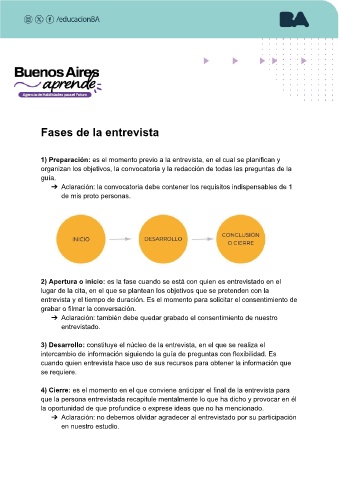 /educacionBA
BA
Buenos Aires
aprende
Agencia de Habilidades para el Futuro
Fases de la entrevista
1) Preparación: es el momento previo a la entrevista, en el cual se planifican y
organizan los objetivos, la convocatoria y la redacción de todas las preguntas de la
guía.
➔ Aclaración: la convocatoria debe contener los requisitos indispensables de 1
de mis proto personas.
INICIO
DESARROLLO
CONCLUSIÓN
O CIERRE
2) Apertura o inicio: es la fase cuando se está con quien es entrevistado en el
lugar de la cita, en el que se plantean los objetivos que se pretenden con la
entrevista y el tiempo de duración. Es el momento para solicitar el consentimiento de
grabar o filmar la conversación.
➔ Aclaración: también debe quedar grabado el consentimiento de nuestro
entrevistado.
3) Desarrollo: constituye el núcleo de la entrevista, en el que se realiza el
intercambio de información siguiendo la guía de preguntas con flexibilidad. Es
cuando quien entrevista hace uso de sus recursos para obtener la información que
se requiere.
4) Cierre: es el momento en el que conviene anticipar el final de la entrevista para
que la persona entrevistada recapitule mentalmente lo que ha dicho y provocar en él
la oportunidad de que profundice o exprese ideas que no ha mencionado.
➔ Aclaración: no debemos olvidar agradecer al entrevistado por su participación
en nuestro estudio.